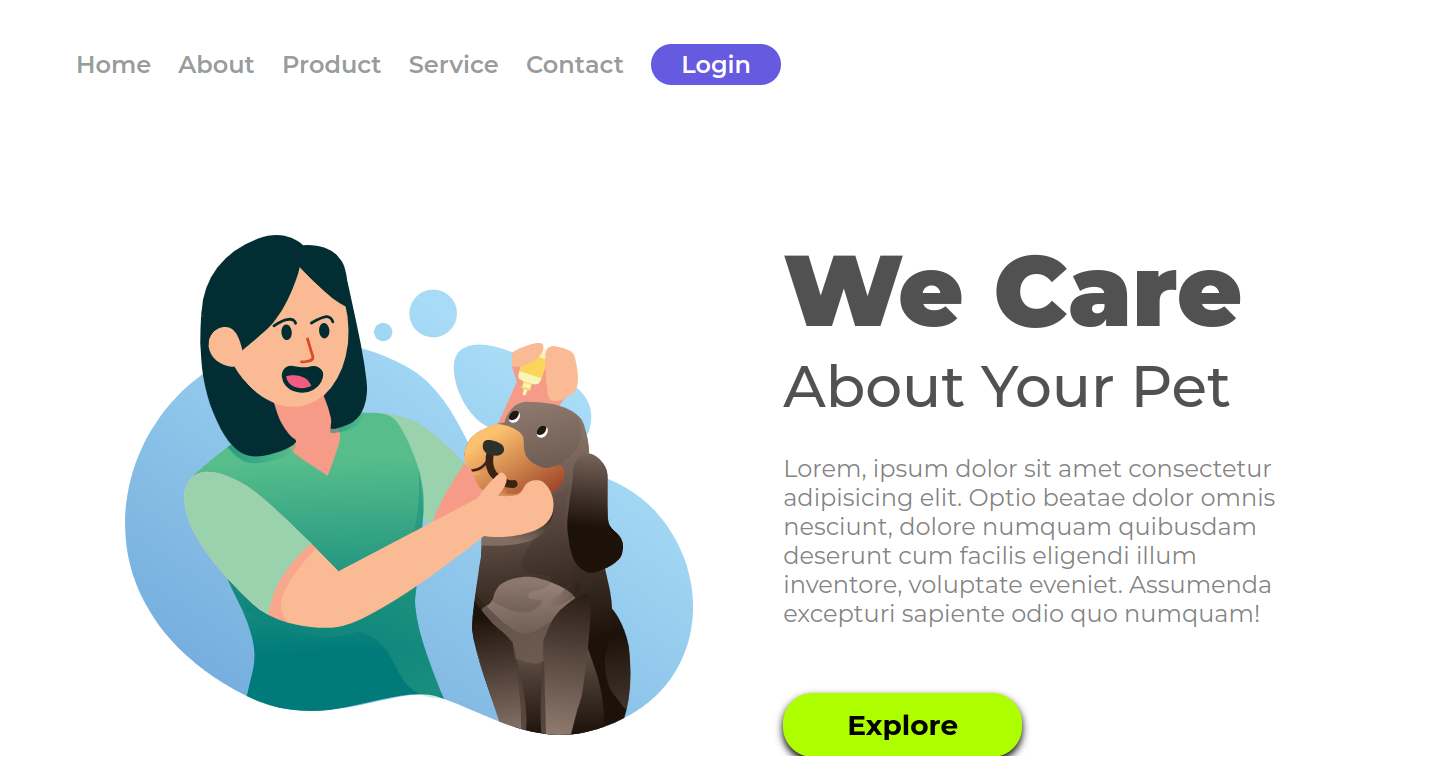 Home About Product Service Contact Login
We Care
About Your Pet
Lorem, ipsum dolor sit amet consectetur
adipisicing elit. Optio beatae dolor omnis
nesciunt, dolore numquam quibusdam
deserunt cum facilis eligendi illum
inventore, voluptate eveniet. Assumenda
excepturi sapiente odio quo numquam!
Explore